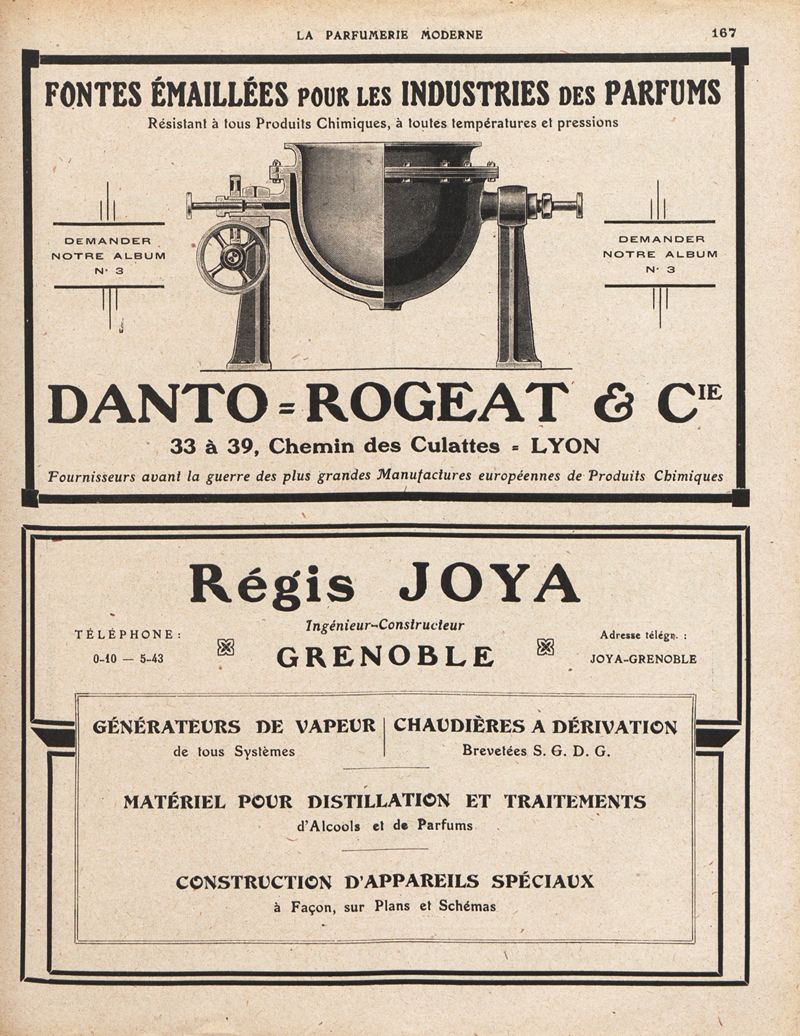 LA PARFUMERIE MODERNE
167
FONTES ÉMAILLÉES POUR LES INDUSTRIES DES PARFUMS
Résistant à tous Produits Chimiques, à toutes températures et pressions
DEMANDER
NOTRE ALBUM
N° 3
DEMANDER
NOTRE ALBUM
N° 3
DANTO=ROGEAT & CIE
33 à 39, Chemin des Culattes = LYON
Fournisseurs avant la guerre des plus grandes Manufactures européennes de Produits Chimiques
Régis JOYA
Ingénieur-Constructeur
GRENOBLE
TÉLÉPHONE :
0-10 — 5-43
Adresse télégr. :
JOYA-GRENOBLE
GÉNÉRATEURS DE VAPEUR
de tous Systèmes
CHAUDIÈRES A DÉRIVATION
Brevetées S. G. D. G.
MATÉRIEL POUR DISTILLATION ET TRAITEMENTS
d'Alcools et de Parfums
CONSTRUCTION D'APPAREILS SPÉCIAUX
à Façon, sur Plans et Schémas